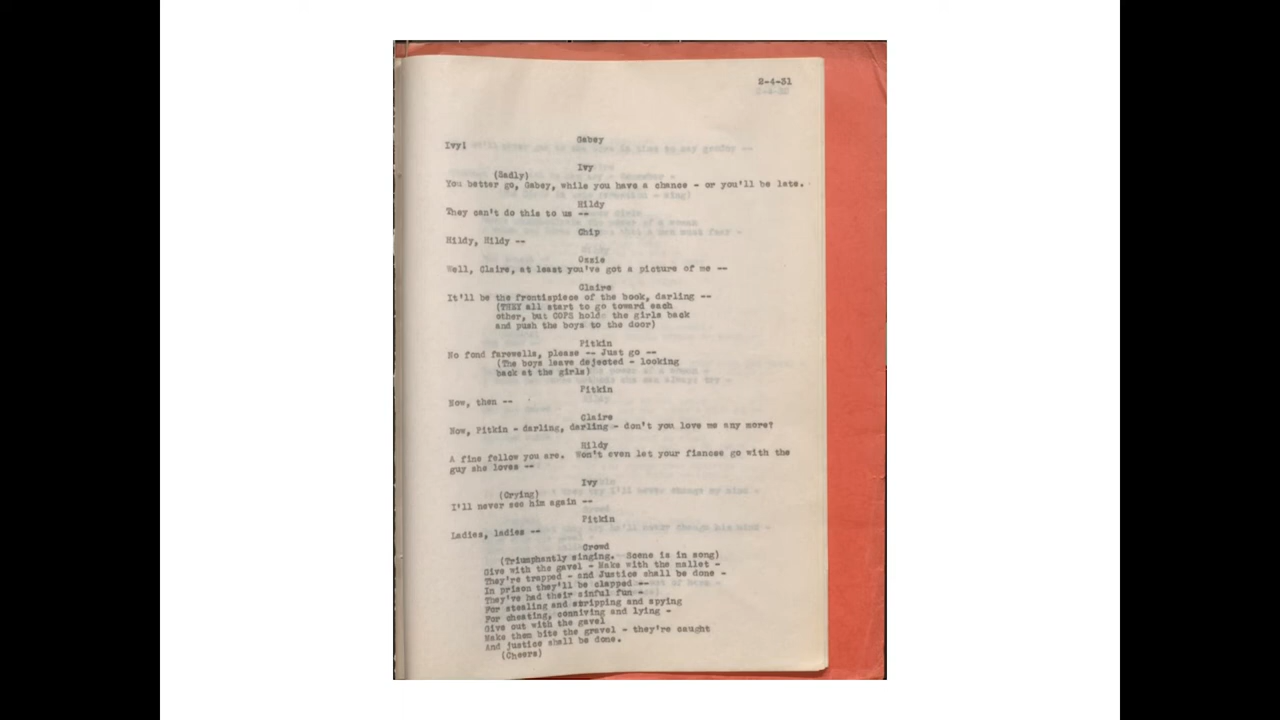 2-4-31
Gabey
Ivy!
Ivy
(Sadly)
You better go, Gabey, while you have a chance - or you'll be late.
Hildy
They can't do this to us --
Chip
Hildy, Hildy --
Ozzie
Well, Claire, at least you've got a picture of me --
Claire
It'll be the frontispiece of the book, darling --
(THEY all start to go toward each
other, but COPS hold the girls back
and push the boys to the door)
Pitkin
No fond farewells, please -- Just go --
(The boys leave dejected - looking
back at the girls)
Pitkin
Now, then --
Claire
Now, Pitkin - darling, darling - don't you love me any more?
Hildy
A fine fellow you are. Won't even let your fiancee go with the
guy she loves --
Ivy
(Crying)
I'll never see him again --
Pitkin
Ladies, ladies --
Crowd
(Triumphantly singing. Scene is in song)
Give with the gavel - Make with the mallet -
They're trapped - and Justice shall be done -
In prison they'll be clapped --
They've had their sinful fun -
For stealing and stripping and spying
For cheating, conniving and lying -
Give out with the gavel
Make them bite the gravel - they're caught
And justice shall be done.
(Cheers)